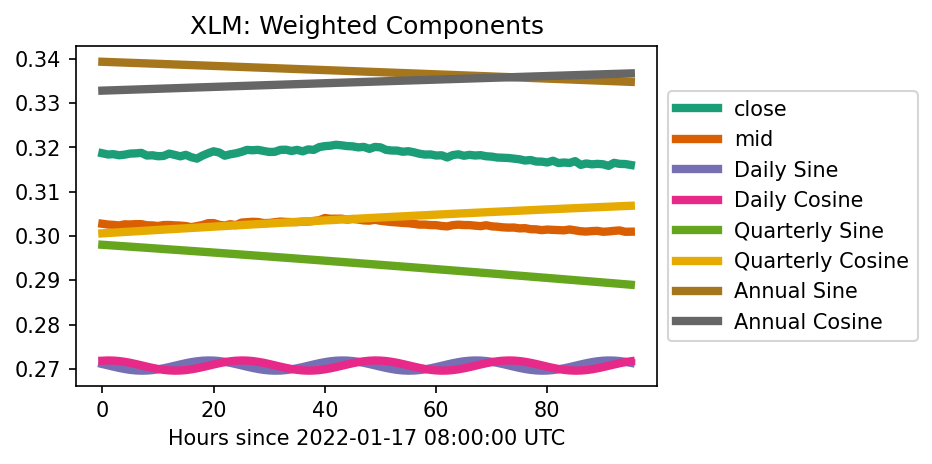 XLM: Weighted Components
0.34
0.33
0.32
0.31
0.30
0.29
0.28
0.27
0 20 40 60 80
Hours since 2022-01-17 08:00:00 UTC
close
mid
Daily Sine
Daily Cosine
Quarterly Sine
Quarterly Cosine
Annual Sine
Annual Cosine